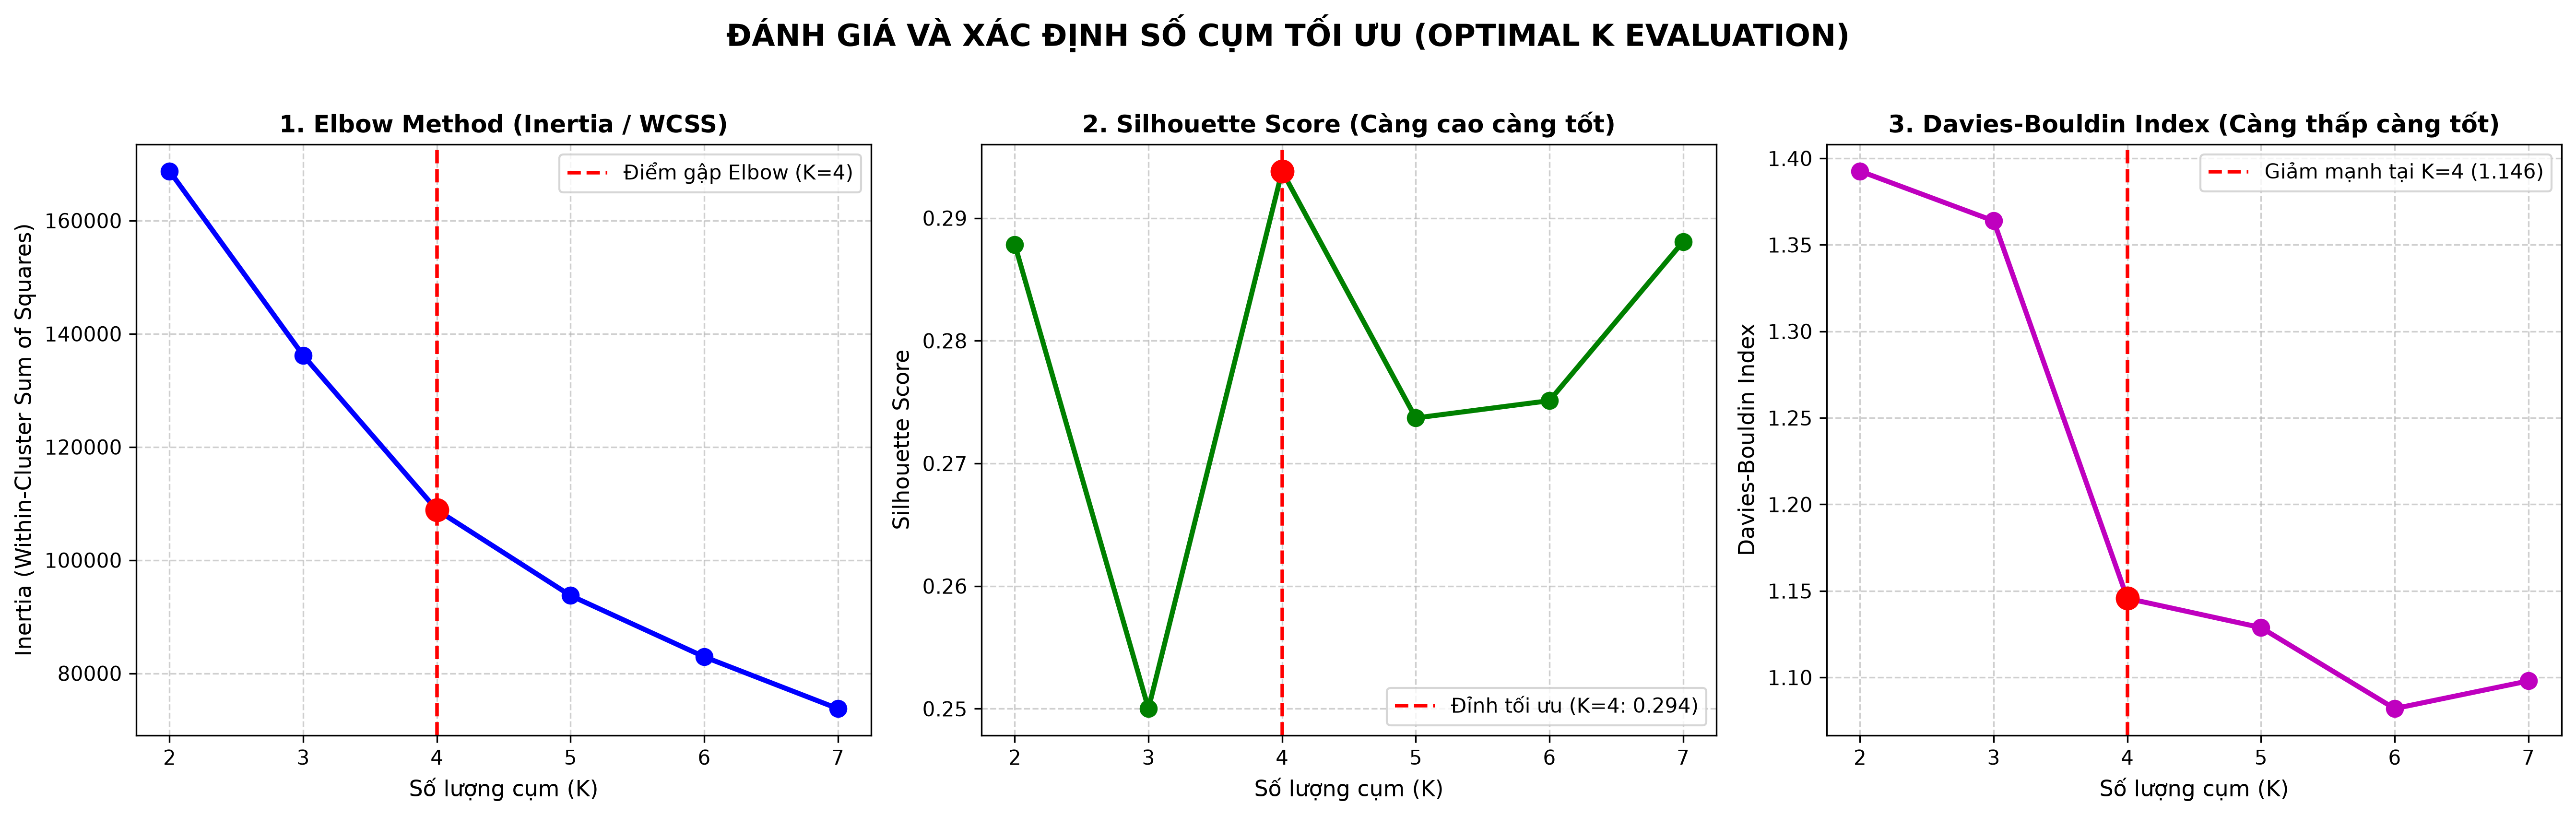 ĐÁNH GIÁ VÀ XÁC ĐỊNH SỐ CỤM TỐI ƯU (OPTIMAL K EVALUATION)
1. Elbow Method (Inertia / WCSS)
Inertia (Within-Cluster Sum of Squares)
160000
140000
120000
100000
80000
Điểm gập Elbow (K=4)
2 3 4 5 6 7
Số lượng cụm (K)
2. Silhouette Score (Càng cao càng tốt)
Silhouette Score
0.29
0.28
0.27
0.26
0.25
Đỉnh tối ưu (K=4: 0.294)
2 3 4 5 6 7
Số lượng cụm (K)
3. Davies-Bouldin Index (Càng thấp càng tốt)
Davies-Bouldin Index
1.40
1.35
1.30
1.25
1.20
1.15
1.10
Giảm mạnh tại K=4 (1.146)
2 3 4 5 6 7
Số lượng cụm (K)